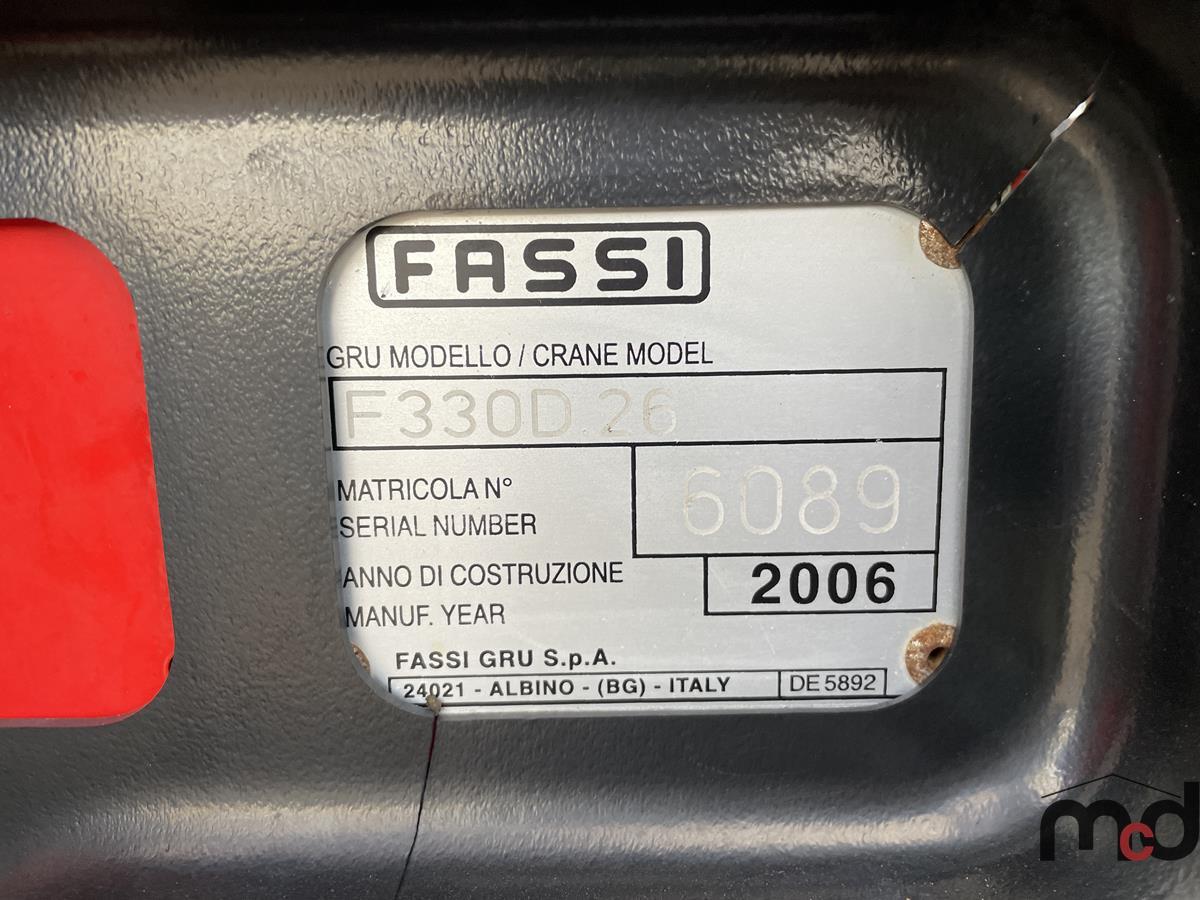 FASSI
GRU MODELLO / CRANE MODEL
F330D 26
MATRICOLA N°
SERIAL NUMBER
6089
ANNO DI COSTRUZIONE
MANUF. YEAR
2006
FASSI GRU S.p.A.
24021 - ALBINO - (BG) - ITALY
DE 5892
mcd